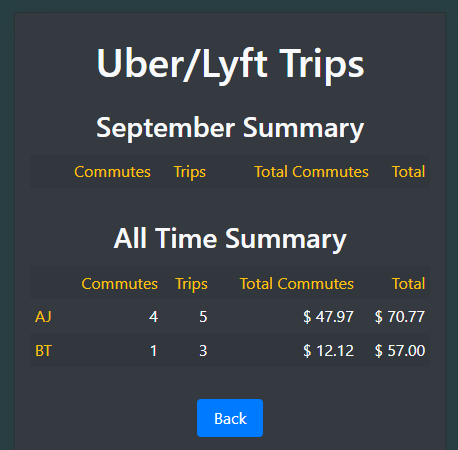 Uber/Lyft Trips
September Summary
Commutes Trips Total Commutes Total
All Time Summary
Commutes Trips Total Commutes Total
AJ 4 5 $ 47.97 $ 70.77
BT 1 3 $ 12.12 $ 57.00
Back